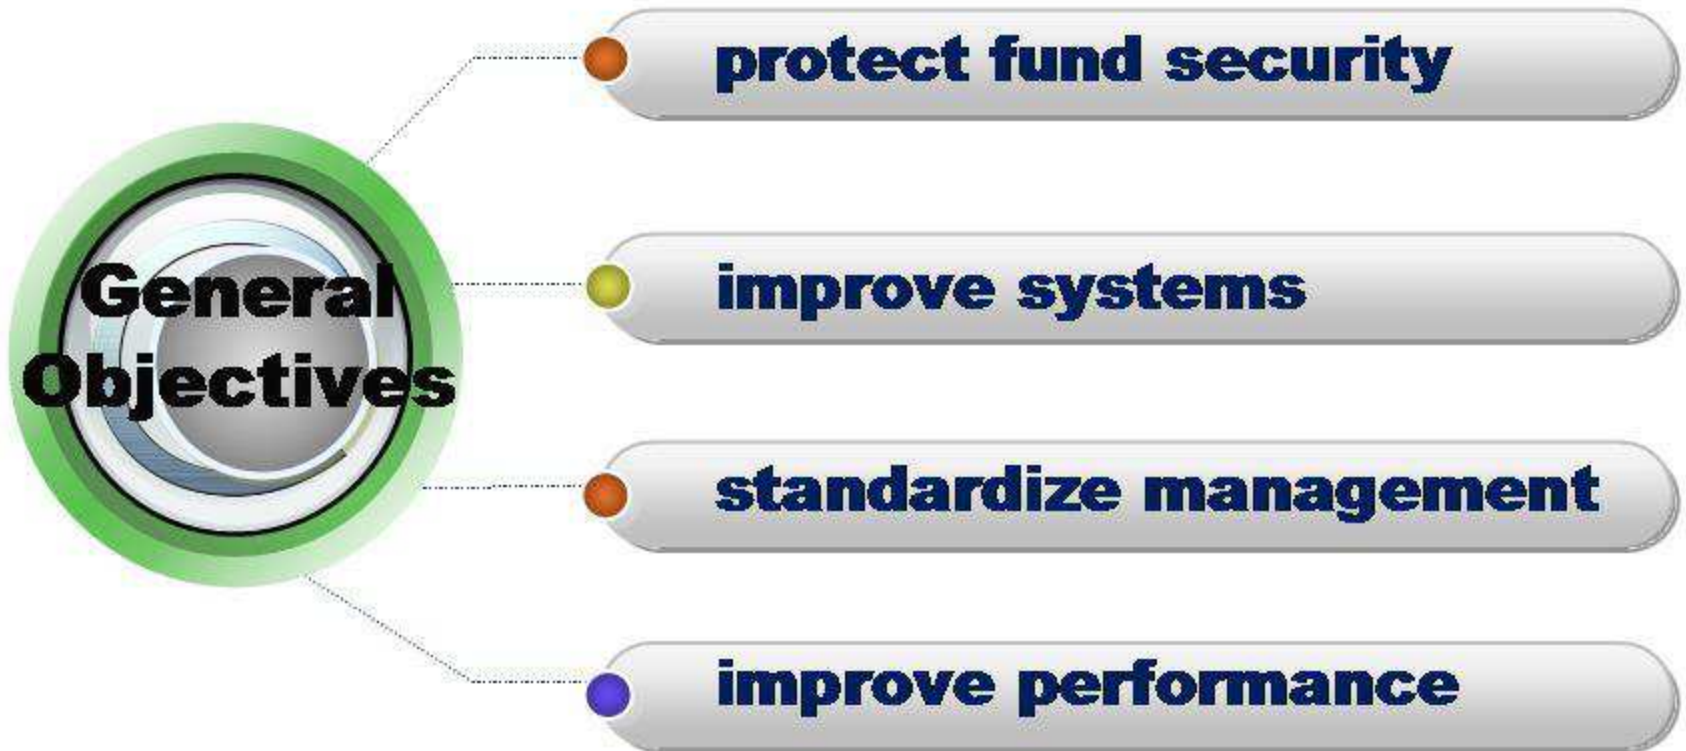 General
Objectives
protect fund security
improve systems
standardize management
improve performance